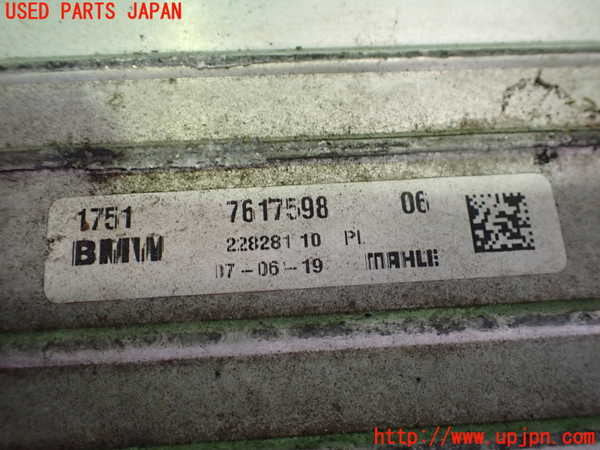 USED PARTS JAPAN
1751 7617598 06
BMW 228281 10 PL
07-06-19 MAHLE
http://www.upjpn.com/